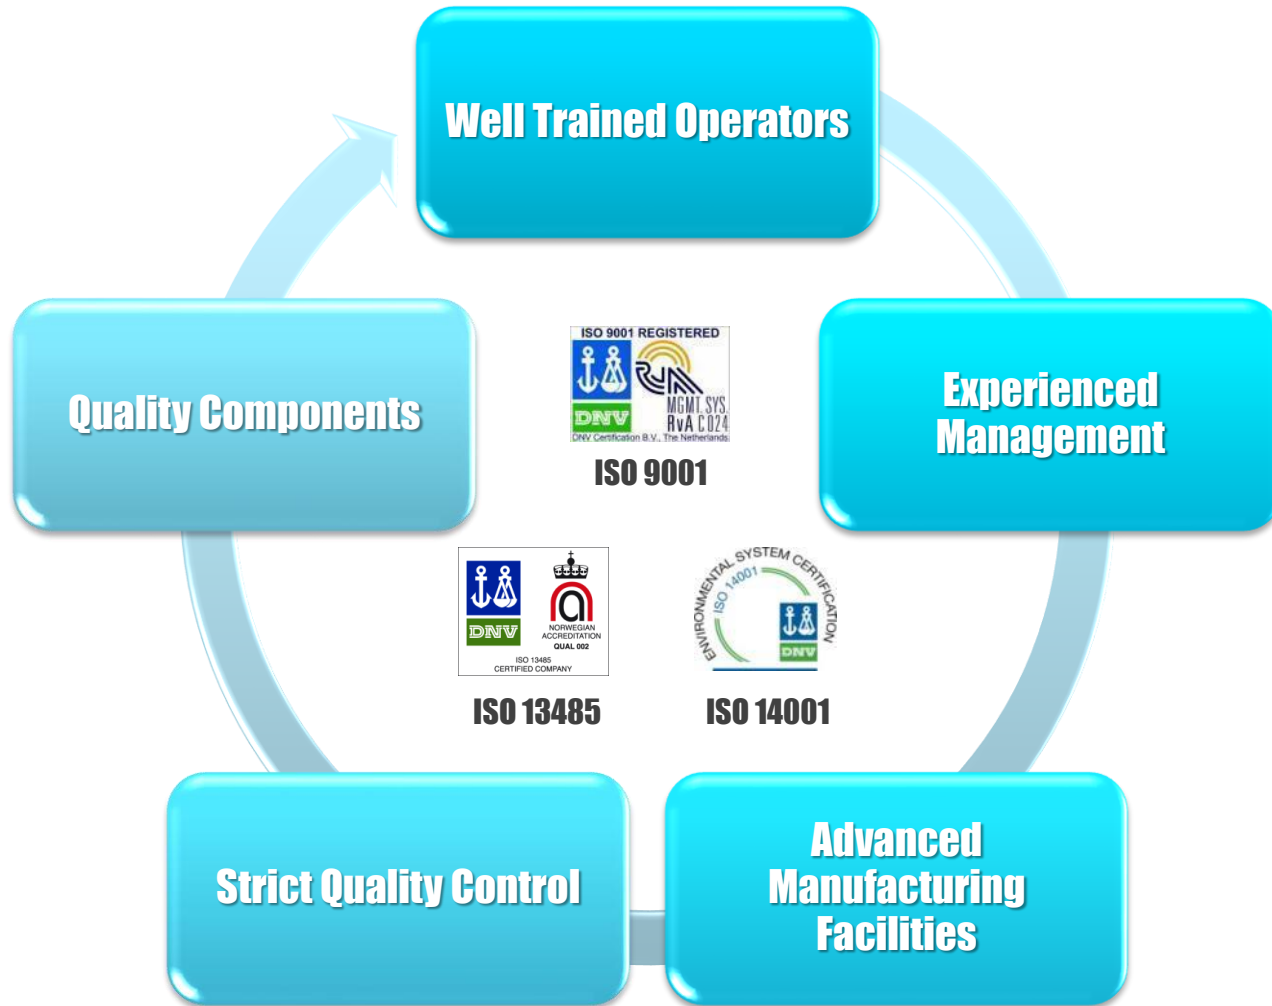 Well Trained Operators
Experienced
Management
Advanced
Manufacturing
Facilities
Strict Quality Control
Quality Components
ISO 9001 REGISTERED
DNV
MGMT. SYS.
RvA C 024
DNV Certification B.V., The Netherlands
ISO 9001
DNV
NORWEGIAN
ACCREDITATION
QUAL 002
ISO 13485
CERTIFIED COMPANY
ISO 13485
ENVIRONMENTAL SYSTEM CERTIFICATION
ISO 14001
DNV
ISO 14001